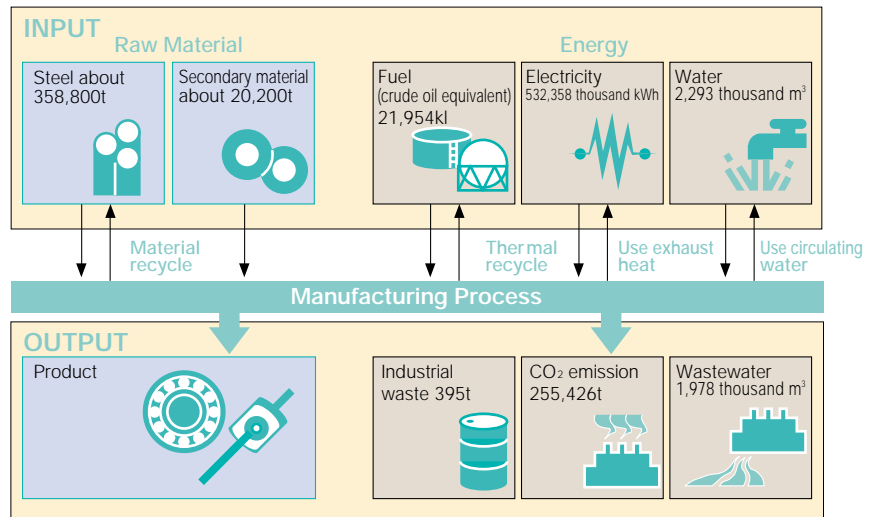 INPUT
Raw Material
Energy
Steel about
358,800t
Secondary material
about 20,200t
Fuel
(crude oil equivalent)
21,954kl
Electricity
532,358 thousand kWh
Water
2,293 thousand m³
Material
recycle
Thermal
recycle
Use exhaust
heat
Use circulating
water
Manufacturing Process
OUTPUT
Product
Industrial
waste 395t
CO₂ emission
255,426t
Wastewater
1,978 thousand m³